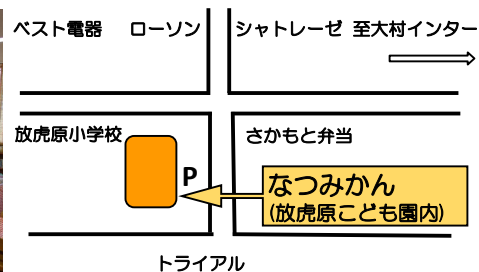 ベスト電器 ローソン シャトレーゼ 至大村インター
放虎原小学校 さかもと弁当
P
なつみかん
(放虎原こども園内)
トライアル